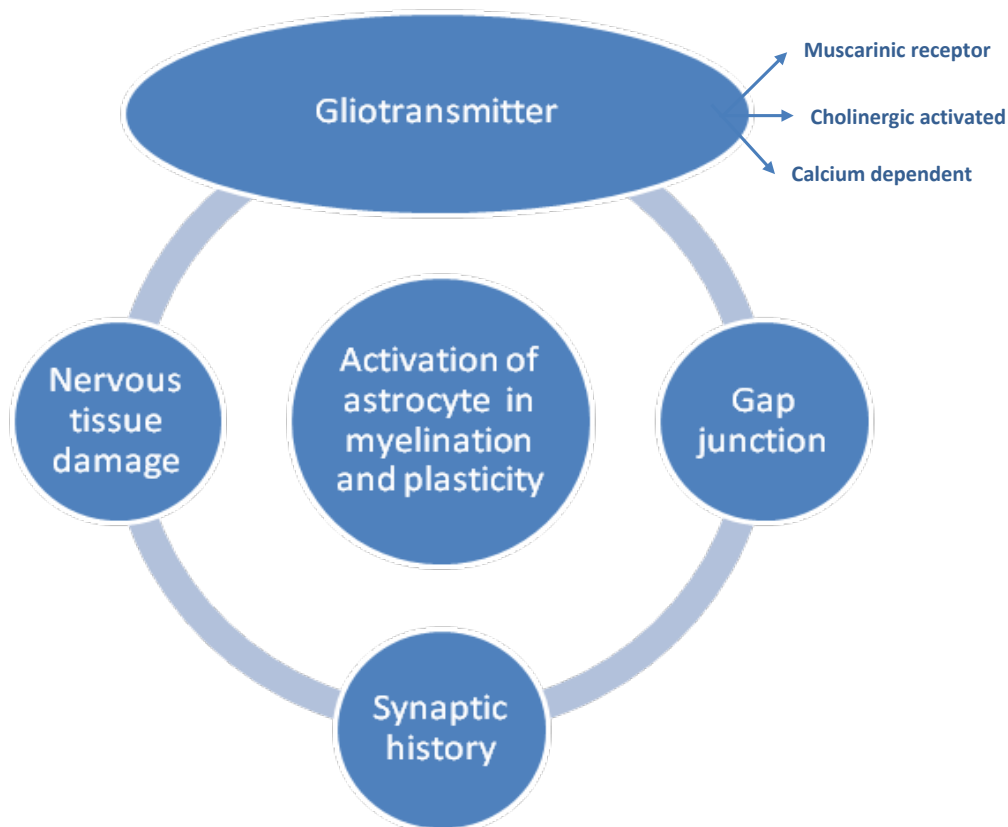 Gliotransmitter
Muscarinic receptor
Cholinergic activated
Calcium dependent
Nervous
tissue
damage
Activation of
astrocyte in
myelination
and plasticity
Gap
junction
Synaptic
history